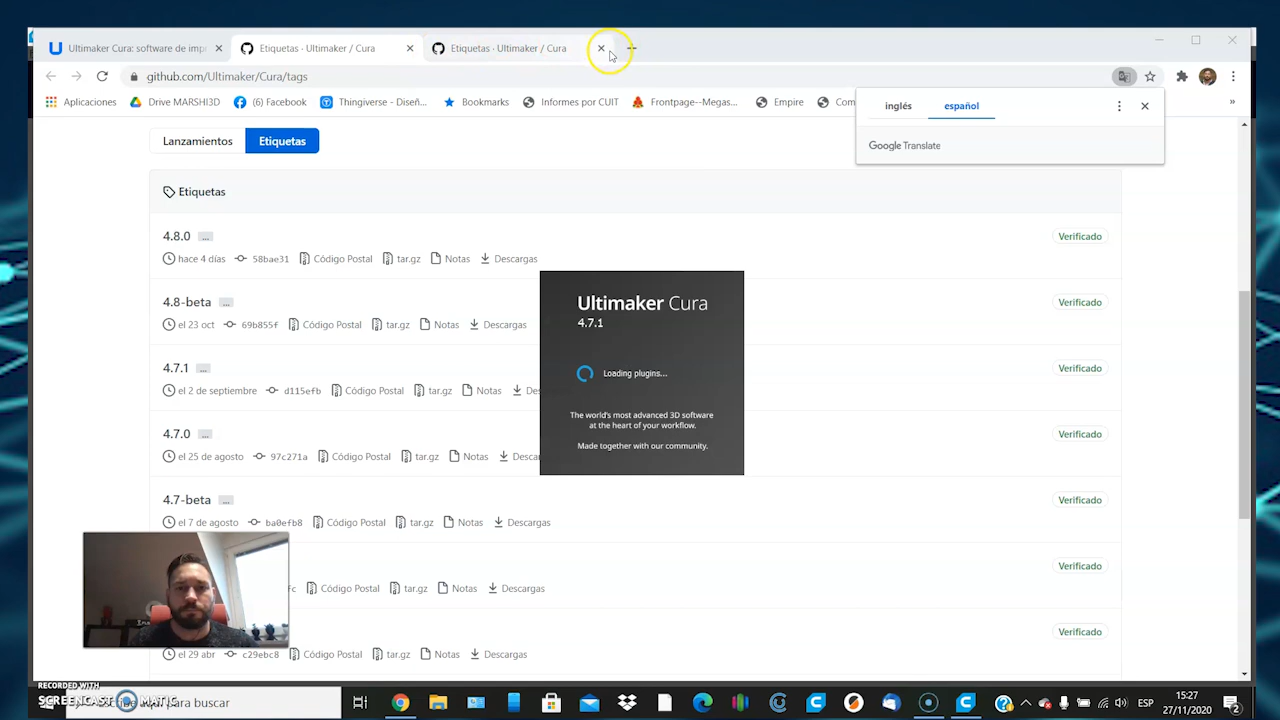 Ultimaker Cura: software de imp
Etiquetas · Ultimaker / Cura
Etiquetas · Ultimaker / Cura
github.com/Ultimaker/Cura/tags
Aplicaciones
Drive MARSHI3D
(6) Facebook
Thingiverse - Diseñ...
Bookmarks
Informes por CUIT
Frontpage--Megas...
Empire
Com
»
inglés
español
Google Translate
Lanzamientos
Etiquetas
Etiquetas
4.8.0 ...
Verificado
hace 4 días 58bae31 Código Postal tar.gz Notas Descargas
4.8-beta ...
Verificado
el 23 oct 69b855f Código Postal tar.gz Notas Descargas
4.7.1 ...
Verificado
el 2 de septiembre d115efb Código Postal tar.gz Notas De
4.7.0 ...
Verificado
el 25 de agosto 97c271a Código Postal tar.gz Notas Desca
4.7-beta ...
Verificado
el 7 de agosto ba0efb8 Código Postal tar.gz Notas Descargas
Verificado
fc Código Postal tar.gz Notas Descargas
Verificado
el 29 abr c29ebc8 Código Postal tar.gz Notas Descargas
Ultimaker Cura
4.7.1
Loading plugins...
The world's most advanced 3D software
at the heart of your workflow.
Made together with our community.
RECORDED WITH
SCREENCAST MATIC
para buscar
ESP
15:27
27/11/2020
2